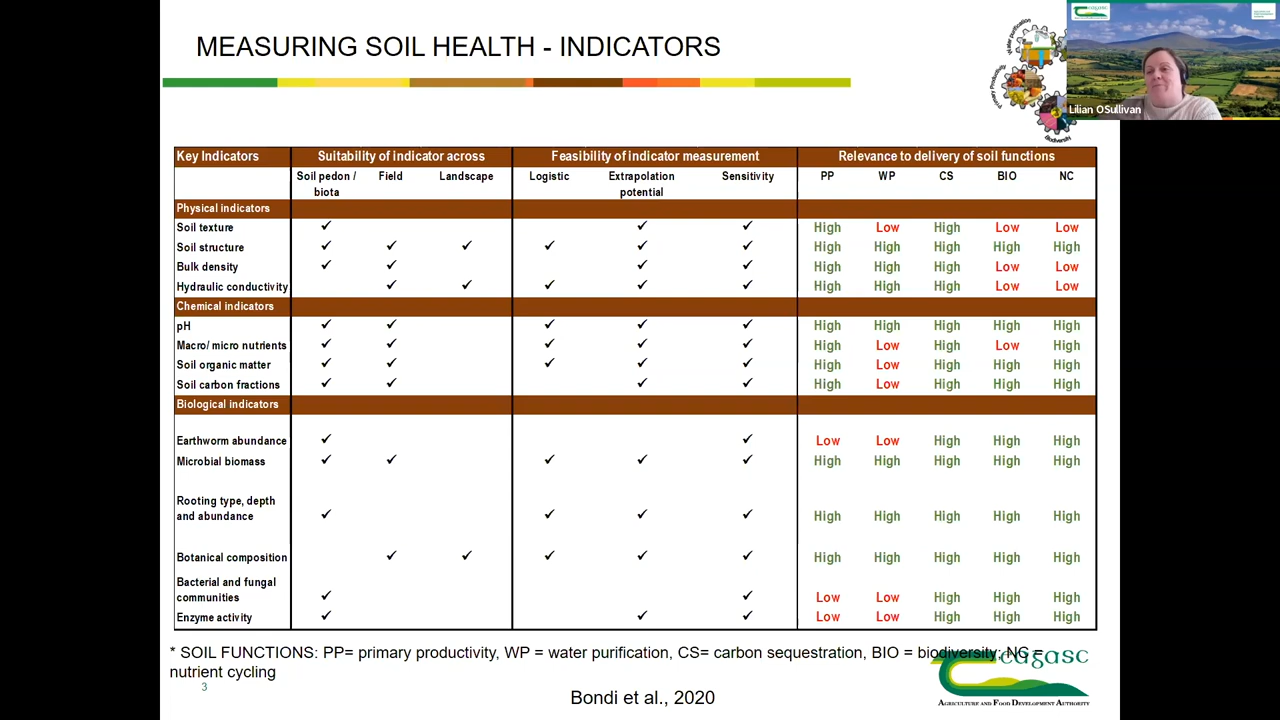 MEASURING SOIL HEALTH - INDICATORS
Water purification
Primary Productivity
Biodiversity
teagasc
Lilian OSullivan
Key Indicators Suitability of indicator across Feasibility of indicator measurement Relevance to delivery of soil functions
Soil pedon / biota Field Landscape Logistic Extrapolation potential Sensitivity PP WP CS BIO NC
Physical indicators
Soil texture ✓ ✓ ✓ High Low High Low Low
Soil structure ✓ ✓ ✓ ✓ ✓ ✓ High High High High High
Bulk density ✓ ✓ ✓ ✓ High High High Low Low
Hydraulic conductivity ✓ ✓ ✓ ✓ ✓ High High High Low Low
Chemical indicators
pH ✓ ✓ ✓ ✓ ✓ High High High High High
Macro/ micro nutrients ✓ ✓ ✓ ✓ ✓ High Low High Low High
Soil organic matter ✓ ✓ ✓ ✓ ✓ High Low High High High
Soil carbon fractions ✓ ✓ ✓ ✓ High Low High High High
Biological indicators
Earthworm abundance ✓ ✓ Low Low High High High
Microbial biomass ✓ ✓ ✓ ✓ ✓ High High High High High
Rooting type, depth
and abundance ✓ ✓ ✓ ✓ High High High High High
Botanical composition ✓ ✓ ✓ ✓ ✓ High High High High High
Bacterial and fungal
communities ✓ ✓ Low Low High High High
Enzyme activity ✓ ✓ ✓ Low Low High High High
* SOIL FUNCTIONS: PP= primary productivity, WP = water purification, CS= carbon sequestration, BIO = biodiversity; NC =
nutrient cycling
3
Bondi et al., 2020
teagasc
AGRICULTURE AND FOOD DEVELOPMENT AUTHORITY